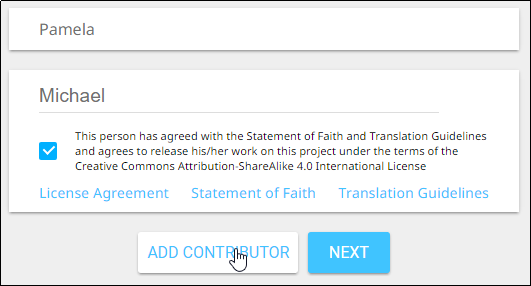 Pamela
Michael
This person has agreed with the Statement of Faith and Translation Guidelines
and agrees to release his/her work on this project under the terms of the
Creative Commons Attribution-ShareAlike 4.0 International License
License Agreement Statement of Faith Translation Guidelines
ADD CONTRIBUTOR NEXT